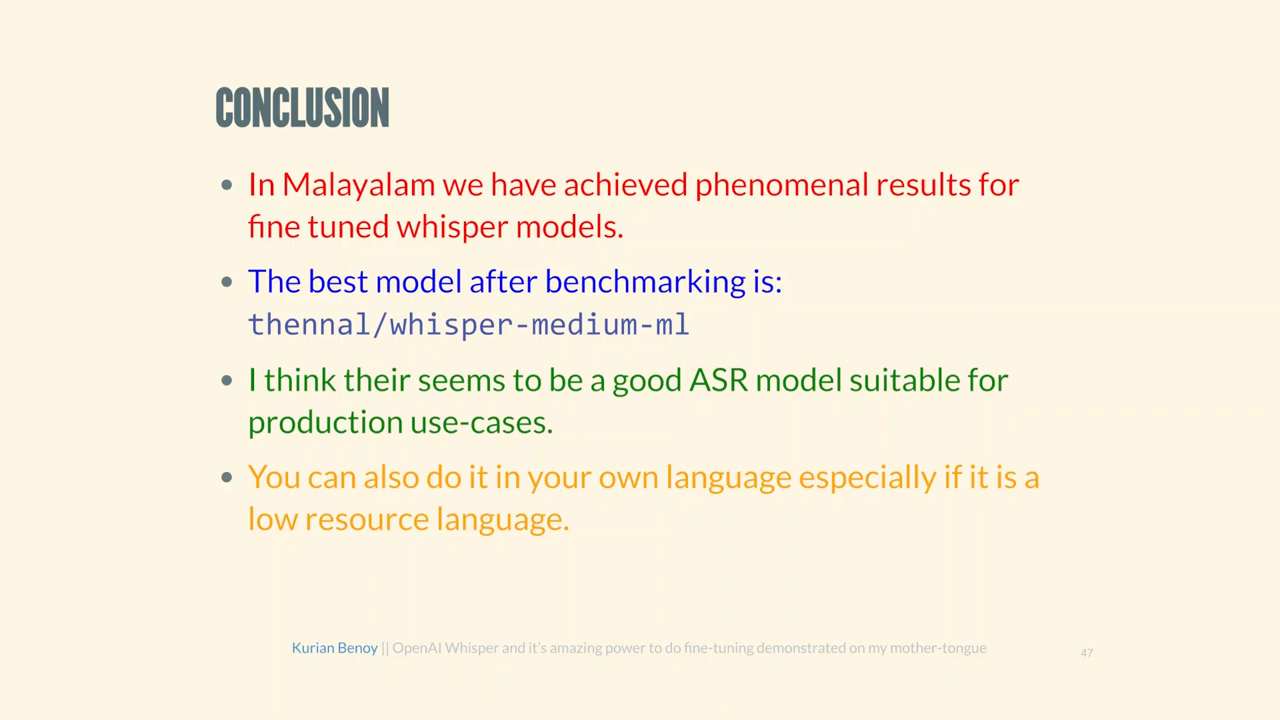 CONCLUSION
In Malayalam we have achieved phenomenal results for
fine tuned whisper models.
The best model after benchmarking is:
thennal/whisper-medium-ml
I think their seems to be a good ASR model suitable for
production use-cases.
You can also do it in your own language especially if it is a
low resource language.
Kurian Benoy || OpenAI Whisper and it's amazing power to do fine-tuning demonstrated on my mother-tongue
47